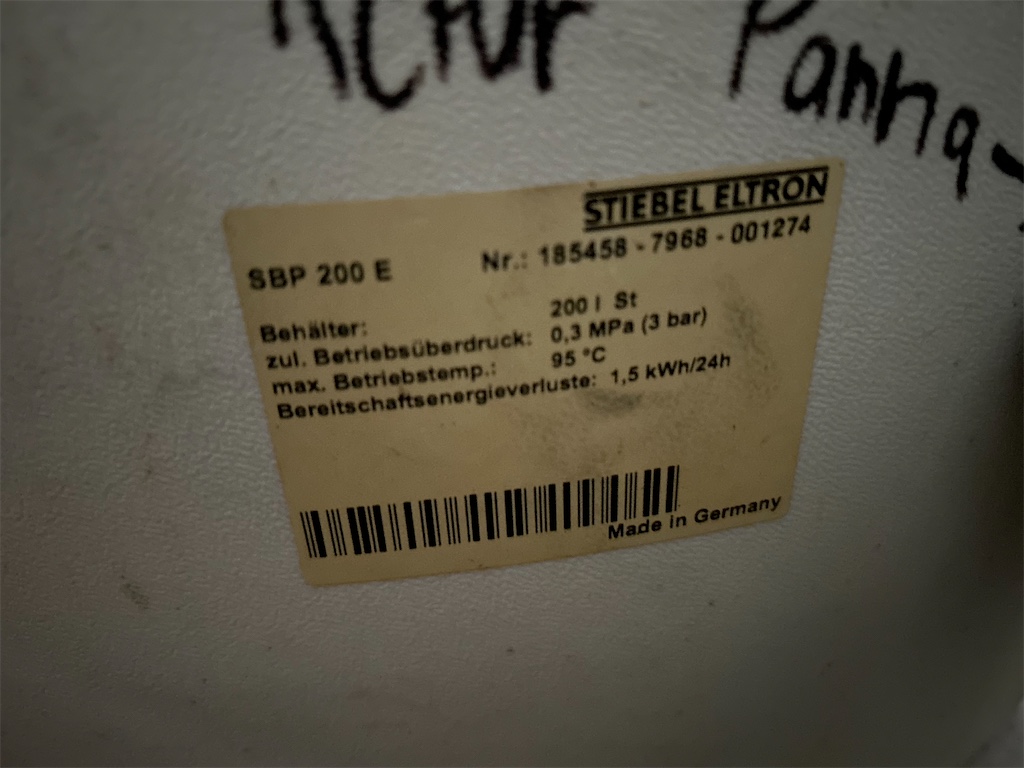 Panna-
STIEBEL ELTRON
SBP 200 E Nr.: 185458 - 7968 - 001274
Behälter: 200 l St
zul. Betriebsüberdruck: 0,3 MPa (3 bar)
max. Betriebstemp.: 95 °C
Bereitschaftsenergieverluste: 1,5 kWh/24h
Made in Germany